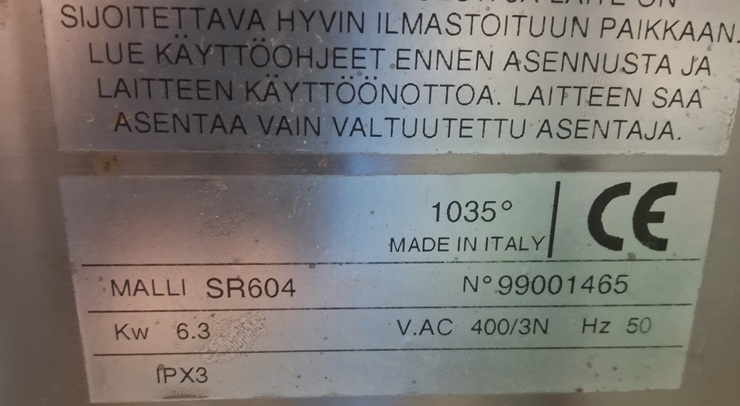 SIJOITETTAVA HYVIN ILMASTOITUUN PAIKKAAN.
LUE KÄYTTÖOHJEET ENNEN ASENNUSTA JA
LAITTEEN KÄYTTÖÖNOTTOA. LAITTEEN SAA
ASENTAA VAIN VALTUUTETTU ASENTAJA.
1035°
MADE IN ITALY
CE
MALLI SR604 N° 99001465
Kw 6.3 V.AC 400/3N Hz 50
IPX3